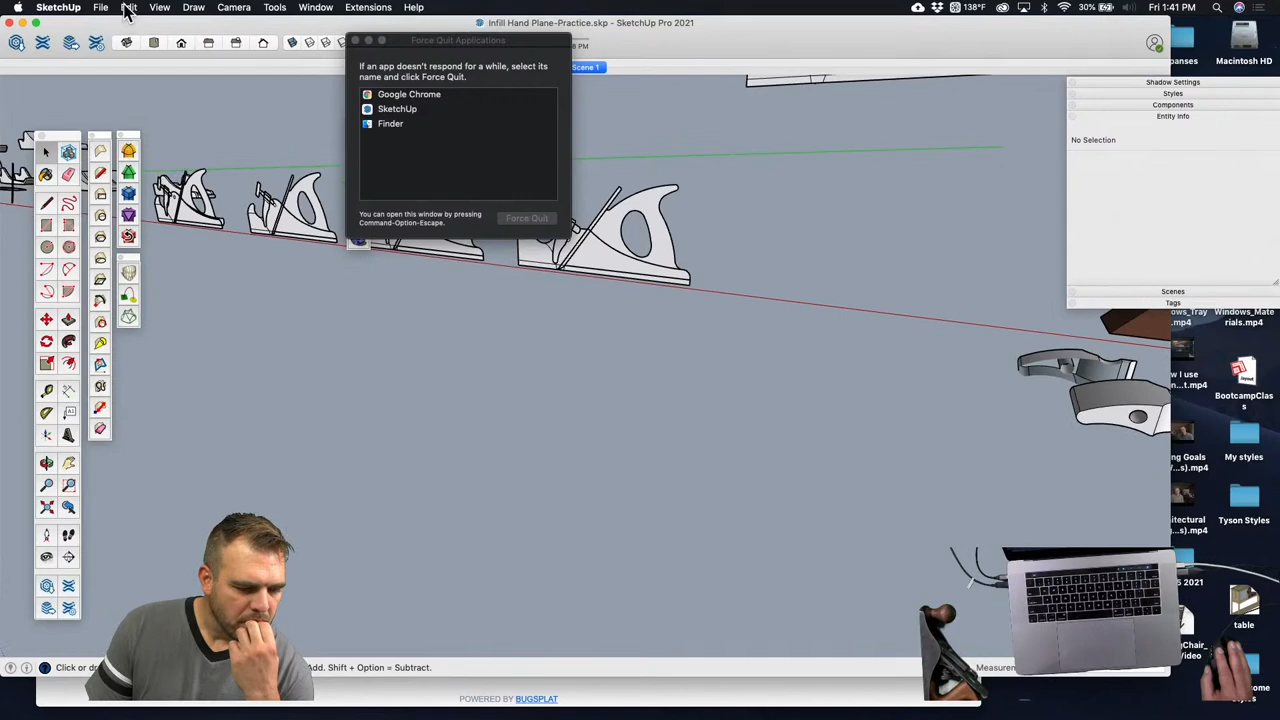 SketchUp File Edit View Draw Camera Tools Window Extensions Help
138°F 30% Fri 1:41 PM
Infill Hand Plane-Practice.skp - SketchUp Pro 2021
Force Quit Applications
Scene 1
If an app doesn't respond for a while, select its
name and click Force Quit.
Google Chrome
SketchUp
Finder
You can open this window by pressing
Command-Option-Escape.
Force Quit
Shadow Settings
Styles
Components
Entity Info
No Selection
Scenes
Tags
Macintosh HD
BootcampClas
s
My styles
Tyson Styles
table
Add. Shift + Option = Subtract.
POWERED BY BUGSPLAT